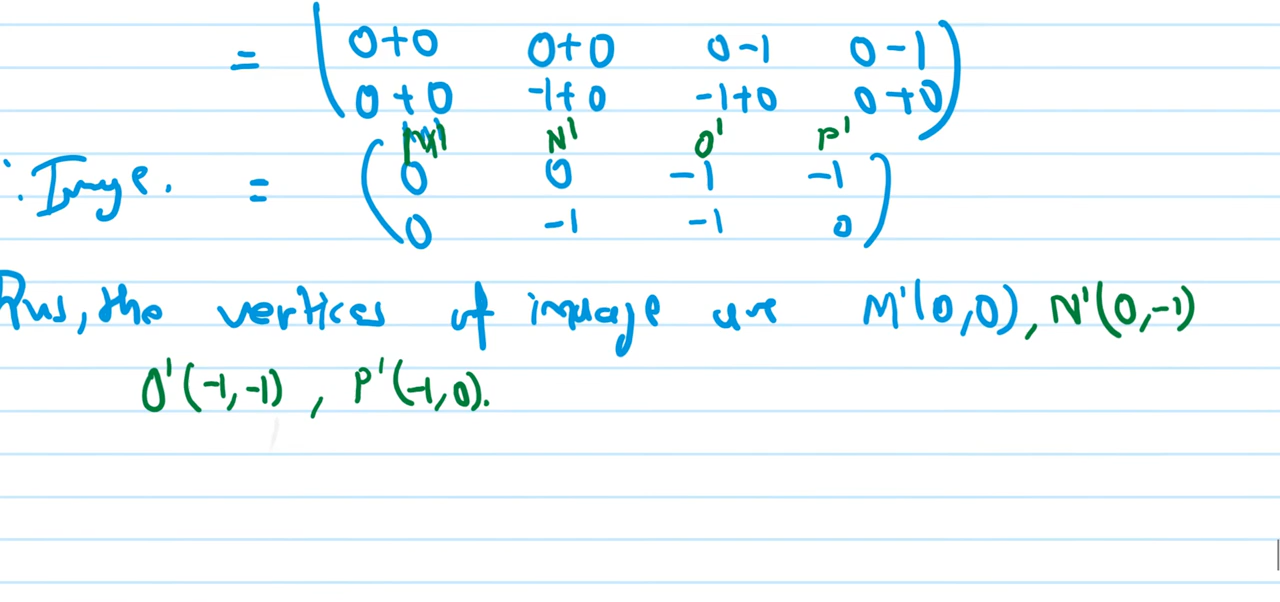 = ( 0+0 0+0 0-1 0-1
0+0 -1+0 -1+0 0+0 )
M' N' O' P'
∴ Image. = ( 0 0 -1 -1
0 -1 -1 0 )
Thus, the vertices of image are M'(0,0), N'(0,-1)
O'(-1,-1), P'(-1,0).